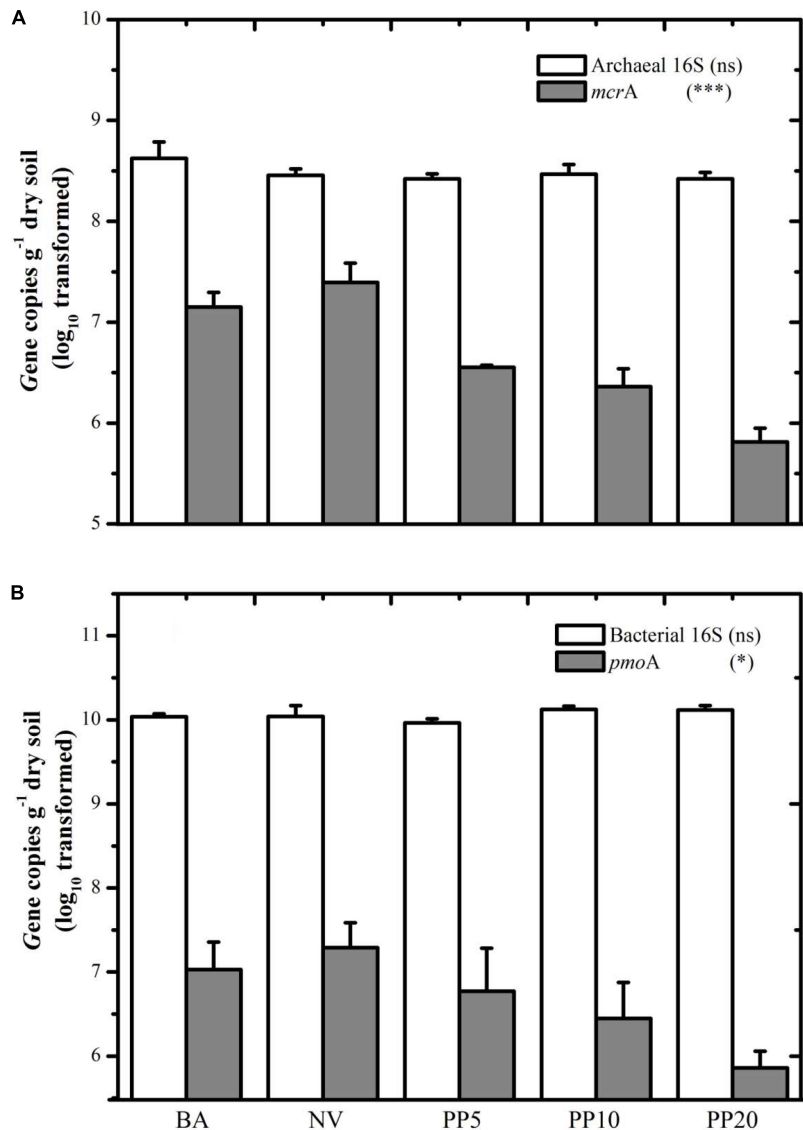 A
Gene copies g⁻¹ dry soil
(log₁₀ transformed)
10
9
8
7
6
5
Archaeal 16S (ns)
mcrA (***)
B
Gene copies g⁻¹ dry soil
(log₁₀ transformed)
11
10
9
8
7
6
Bacterial 16S (ns)
pmoA (*)
BA NV PP5 PP10 PP20